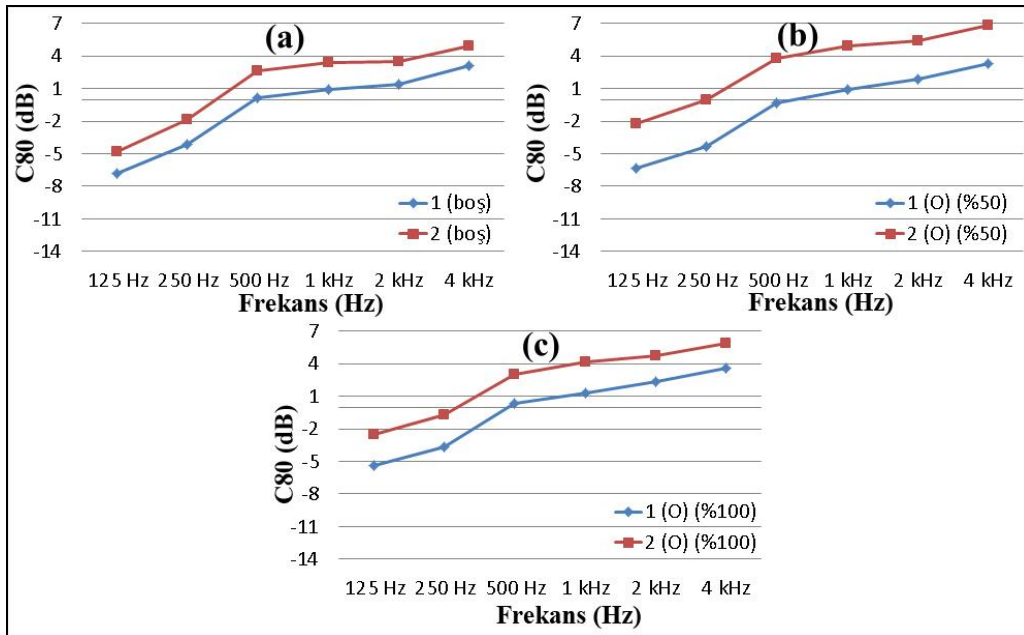 (a)
7
4
1
-2
-5
-8
-11
-14
C80 (dB)
1 (boş)
2 (boş)
125 Hz 250 Hz 500 Hz 1 kHz 2 kHz 4 kHz
Frekans (Hz)
(b)
7
4
1
-2
-5
-8
-11
-14
C80 (dB)
1 (O) (%50)
2 (O) (%50)
125 Hz 250 Hz 500 Hz 1 kHz 2 kHz 4 kHz
Frekans (Hz)
(c)
7
4
1
-2
-5
-8
-11
-14
C80 (dB)
1 (O) (%100)
2 (O) (%100)
125 Hz 250 Hz 500 Hz 1 kHz 2 kHz 4 kHz
Frekans (Hz)